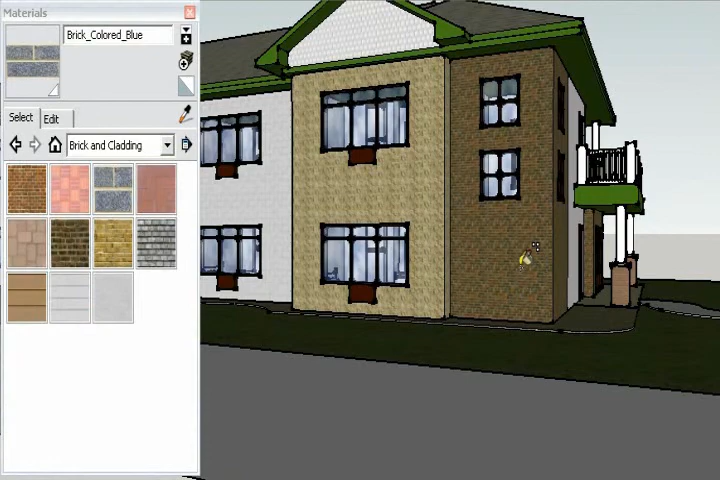 Materials
Brick_Colored_Blue
Select
Edit
Brick and Cladding